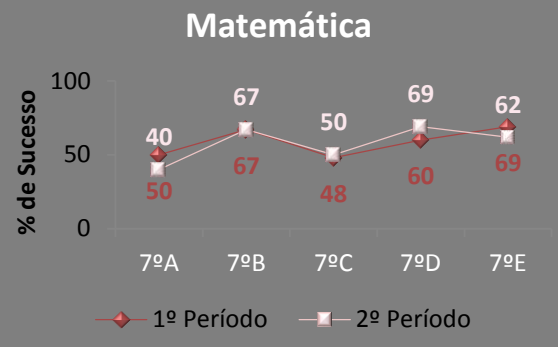 Matemática
% de Sucesso
100
50
0
40 67 50 69 62
50 67 48 60 69
7ºA 7ºB 7ºC 7ºD 7ºE
1º Período 2º Período